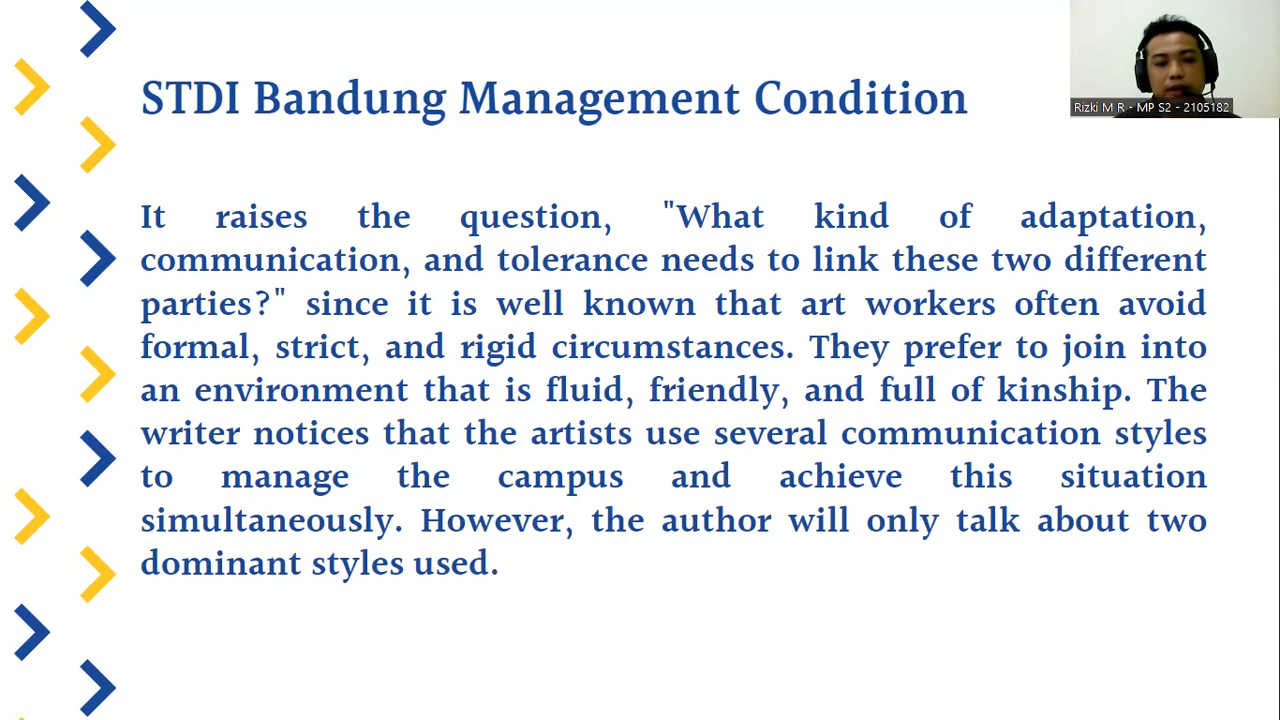 STDI Bandung Management Condition
Rizki M R - MP S2 - 2105182
It raises the question, "What kind of adaptation,
communication, and tolerance needs to link these two different
parties?" since it is well known that art workers often avoid
formal, strict, and rigid circumstances. They prefer to join into
an environment that is fluid, friendly, and full of kinship. The
writer notices that the artists use several communication styles
to manage the campus and achieve this situation
simultaneously. However, the author will only talk about two
dominant styles used.